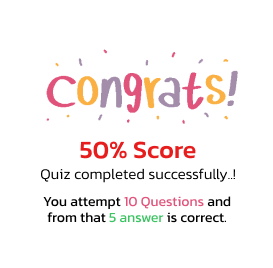 congrats!
50% Score
Quiz completed successfully..!
You attempt 10 Questions and
from that 5 answer is correct.